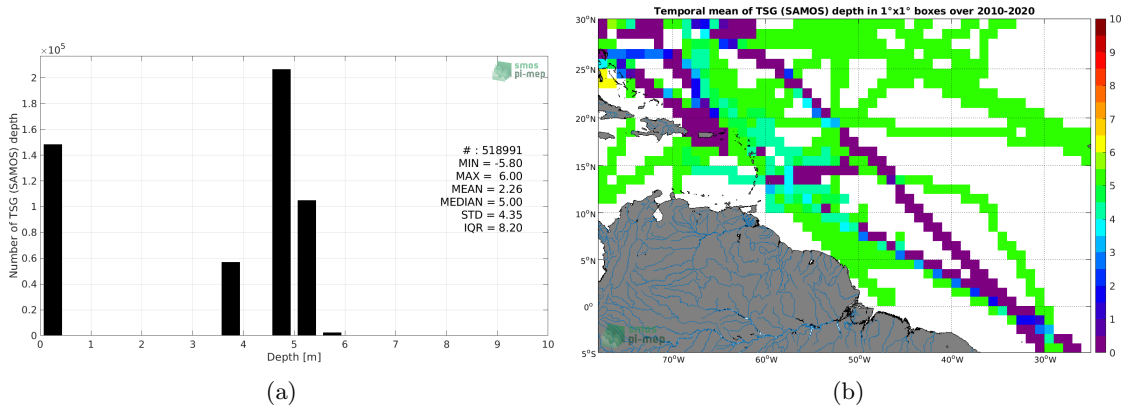 ×10⁵
2
1.8
1.6
1.4
1.2
1
0.8
0.6
0.4
0.2
0
Number of TSG (SAMOS) depth
0 1 2 3 4 5 6 7 8 9 10
Depth [m]
smos
pi-mep
# : 518991
MIN = -5.80
MAX = 6.00
MEAN = 2.26
MEDIAN = 5.00
STD = 4.35
IQR = 8.20
(a)
Temporal mean of TSG (SAMOS) depth in 1°x1° boxes over 2010-2020
30°N
25°N
20°N
15°N
10°N
5°N
0°
5°S
70°W 60°W 50°W 40°W 30°W
smos
pi-mep
10
9
8
7
6
5
4
3
2
1
0
(b)